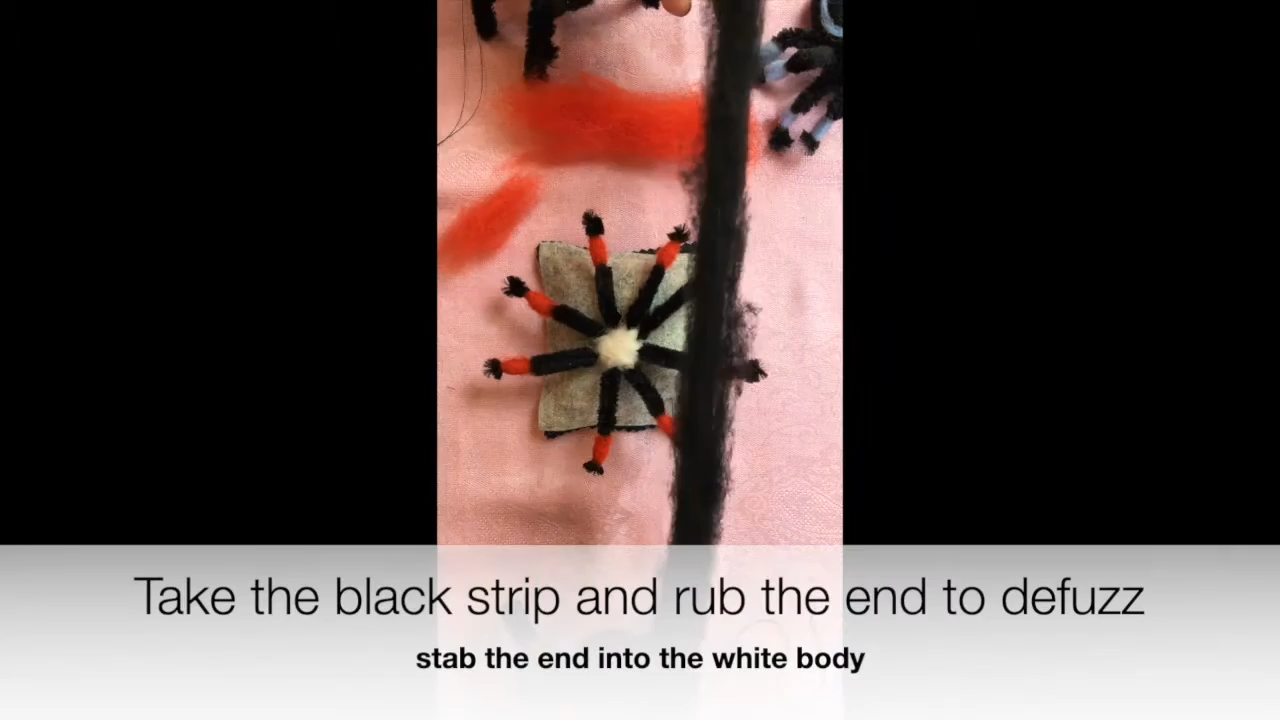 Take the black strip and rub the end to defuzz
stab the end into the white body